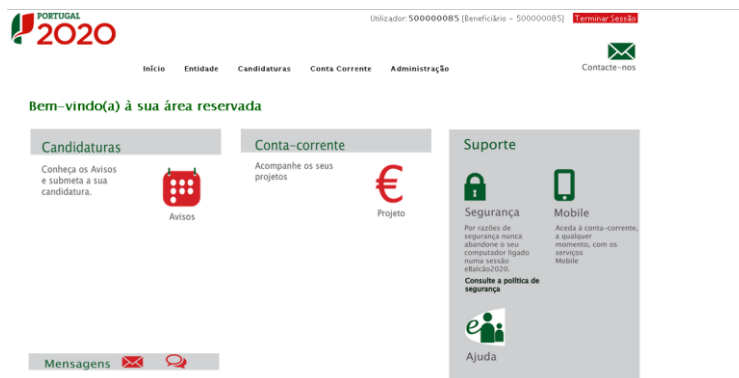 PORTUGAL
2020
Utilizador: 500000085 [Beneficiário - 500000085] Terminar Sessão
Contacte-nos
Início Entidade Candidaturas Conta Corrente Administração
Bem-vindo(a) à sua área reservada
Candidaturas
Conheça os Avisos
e submeta a sua
candidatura.
Avisos
Conta-corrente
Acompanhe os seus
projetos
Projeto
Suporte
Segurança
Por razões de
segurança nunca
abandone o seu
computador ligado
numa sessão
eBalcão2020.
Consulte a política de
segurança
Mobile
Aceda à conta-corrente,
a qualquer
momento, com os
serviços
Mobile
Ajuda
Mensagens